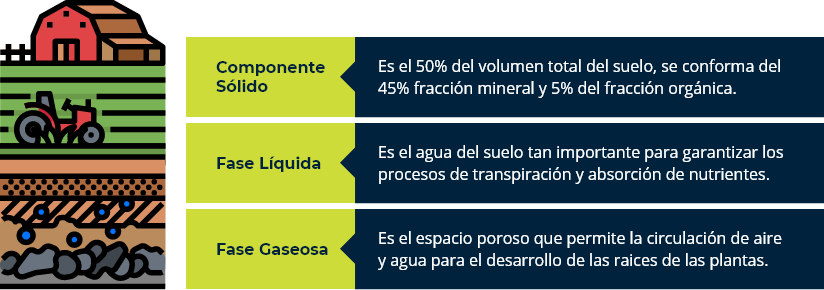 Componente
Sólido
Es el 50% del volumen total del suelo, se conforma del
45% fracción mineral y 5% del fracción orgánica.
Fase Líquida
Es el agua del suelo tan importante para garantizar los
procesos de transpiración y absorción de nutrientes.
Fase Gaseosa
Es el espacio poroso que permite la circulación de aire
y agua para el desarrollo de las raices de las plantas.